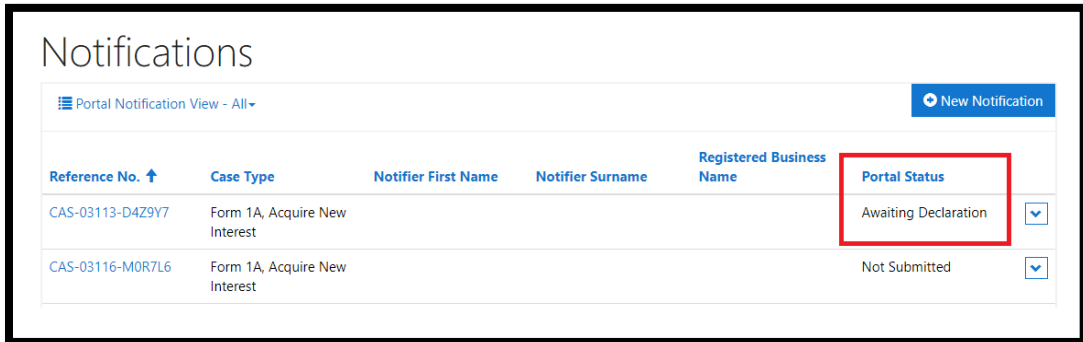 Notifications
Portal Notification View - All
New Notification
Reference No. Case Type Notifier First Name Notifier Surname Registered Business Name Portal Status
CAS-03113-D4Z9Y7 Form 1A, Acquire New Interest Awaiting Declaration
CAS-03116-M0R7L6 Form 1A, Acquire New Interest Not Submitted